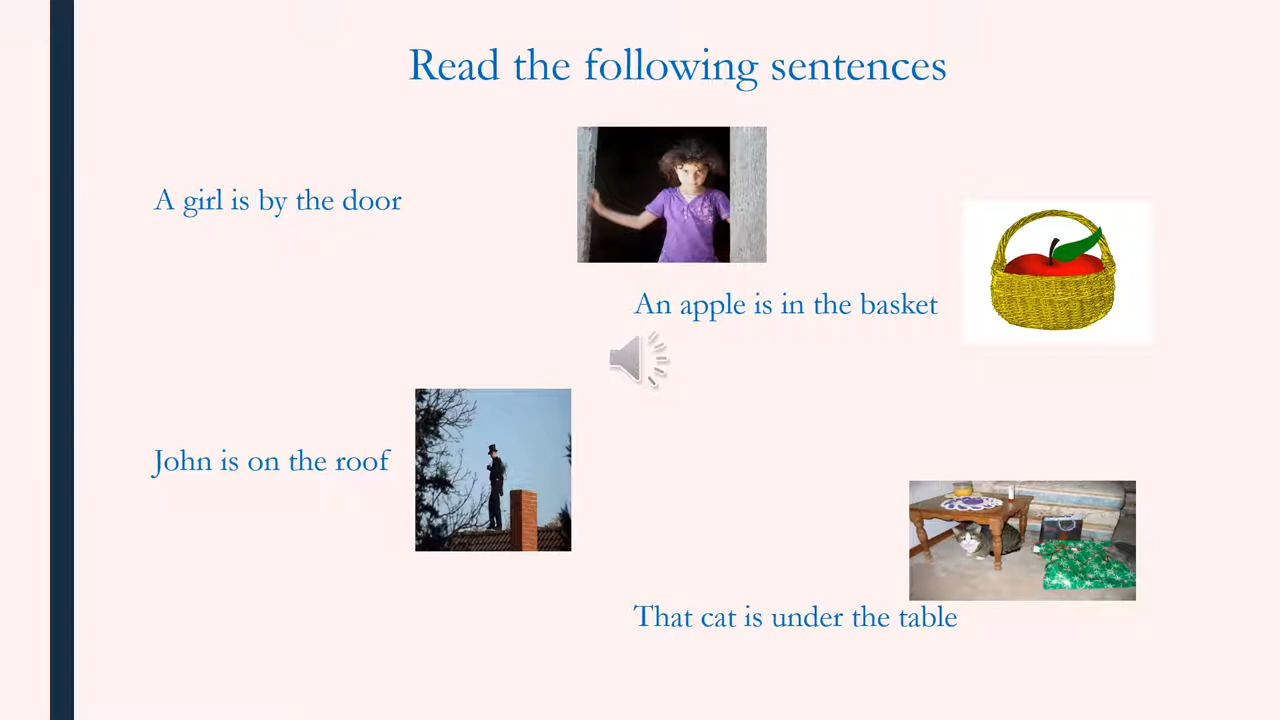 Read the following sentences
A girl is by the door
An apple is in the basket
John is on the roof
That cat is under the table